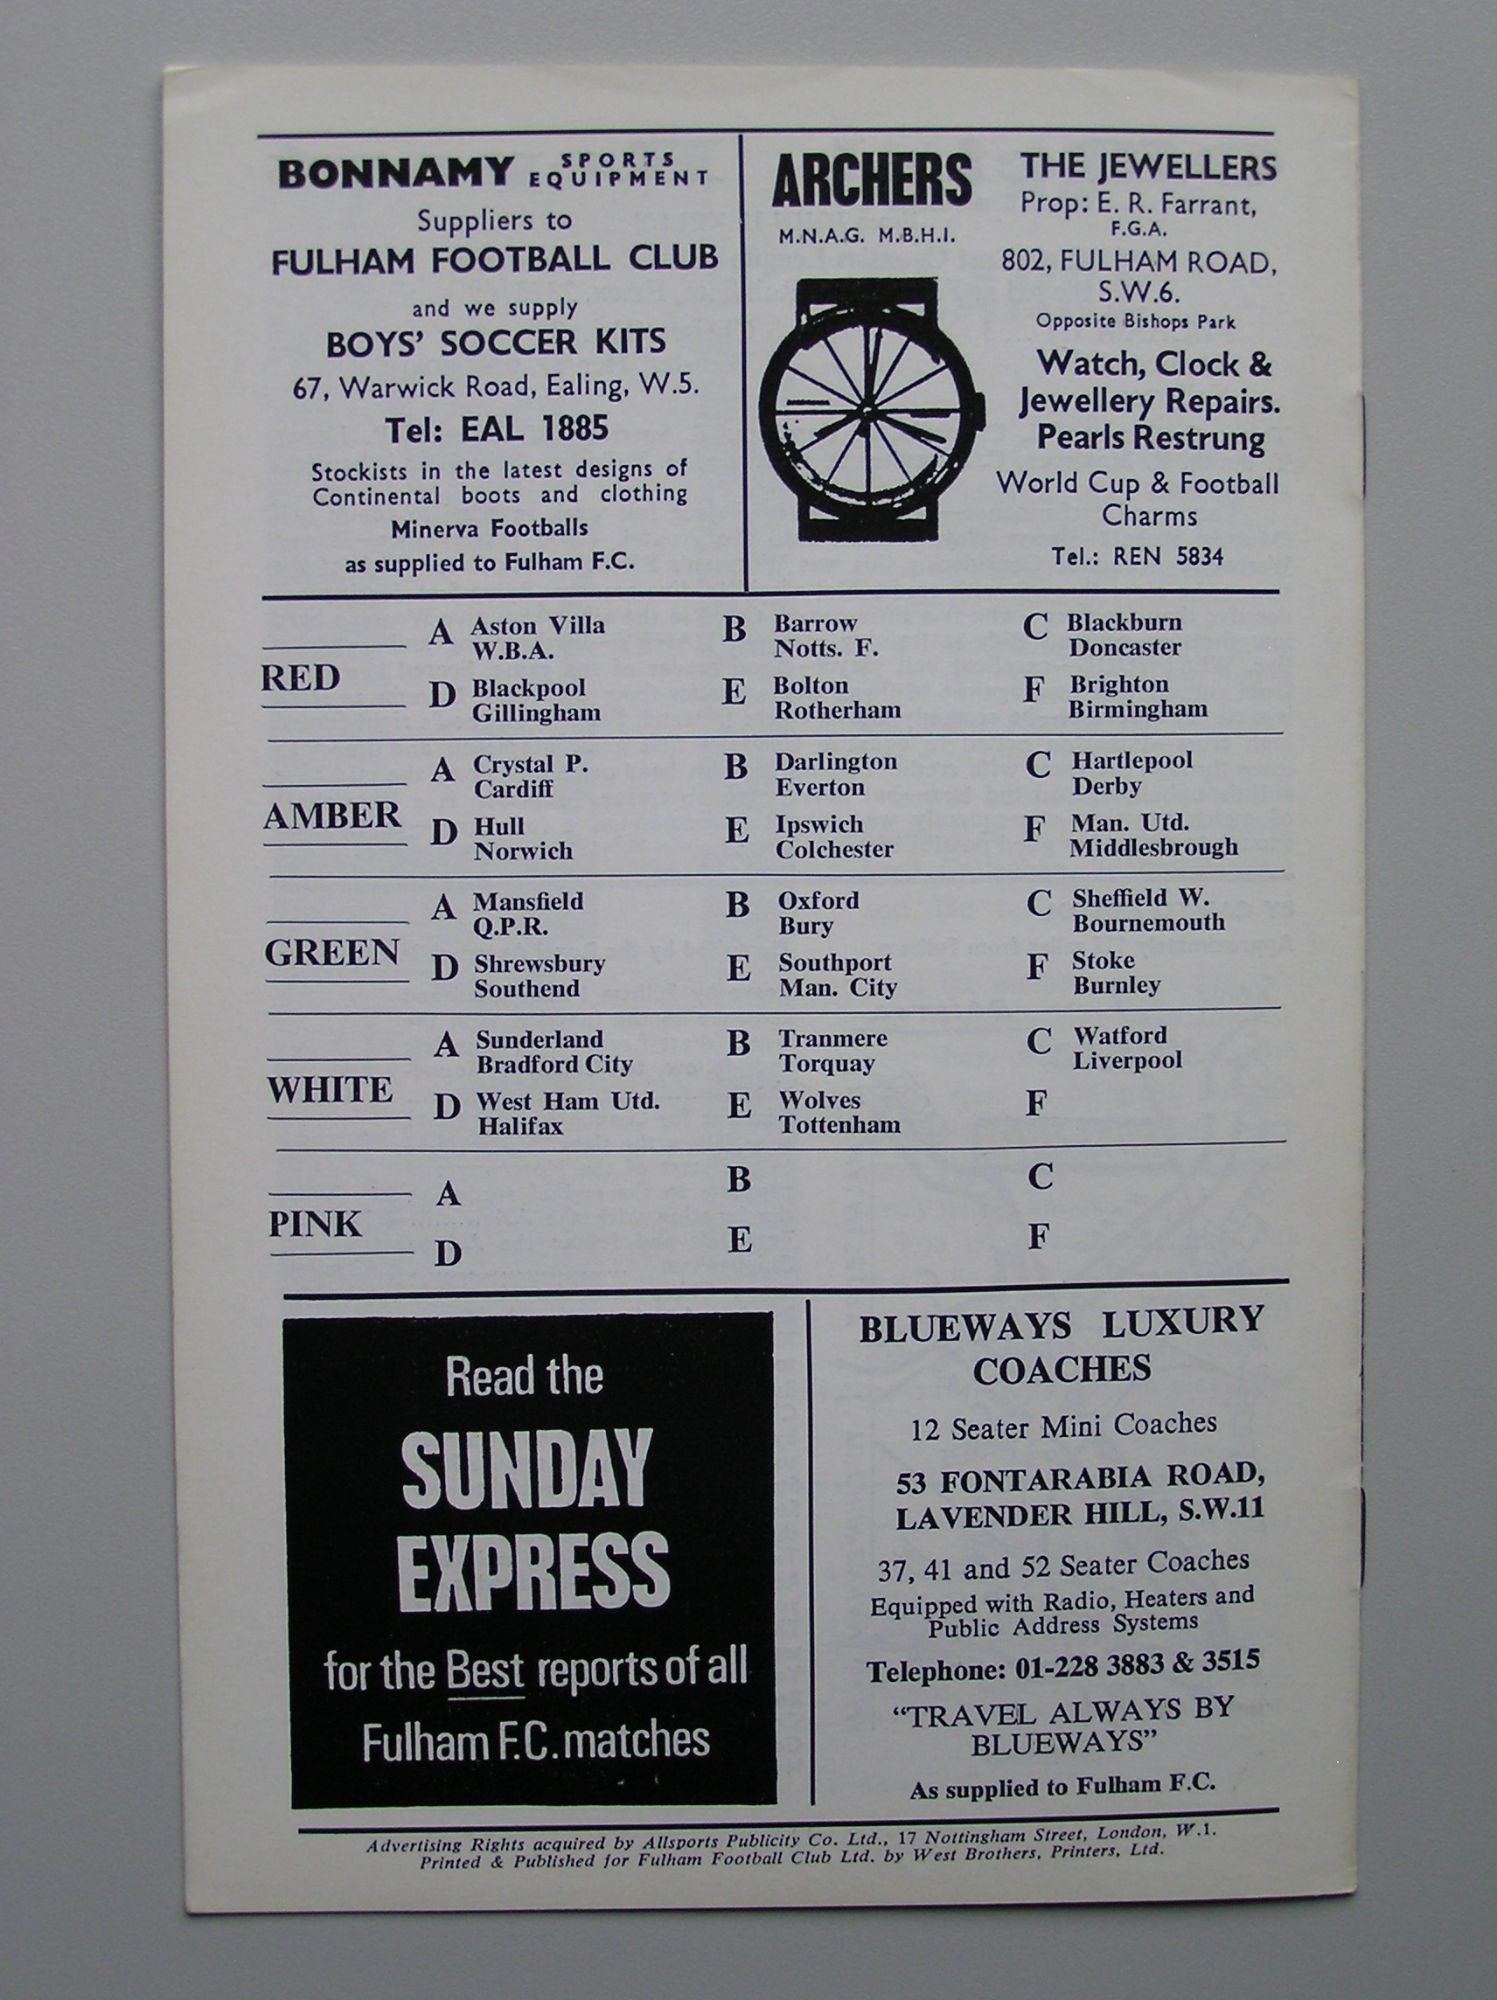 BONNAMY SPORTS EQUIPMENT
Suppliers to
FULHAM FOOTBALL CLUB
and we supply
BOYS' SOCCER KITS
67, Warwick Road, Ealing, W.5.
Tel: EAL 1885
Stockists in the latest designs of
Continental boots and clothing
Minerva Footballs
as supplied to Fulham F.C.
ARCHERS
M.N.A.G. M.B.H.I.
THE JEWELLERS
Prop: E. R. Farrant,
F.G.A.
802, FULHAM ROAD,
S.W.6.
Opposite Bishops Park
Watch, Clock &
Jewellery Repairs.
Pearls Restrung
World Cup & Football
Charms
Tel.: REN 5834
RED
A Aston Villa
W.B.A.
B Barrow
Notts. F.
C Blackburn
Doncaster
D Blackpool
Gillingham
E Bolton
Rotherham
F Brighton
Birmingham
AMBER
A Crystal P.
Cardiff
B Darlington
Everton
C Hartlepool
Derby
D Hull
Norwich
E Ipswich
Colchester
F Man. Utd.
Middlesbrough
GREEN
A Mansfield
Q.P.R.
B Oxford
Bury
C Sheffield W.
Bournemouth
D Shrewsbury
Southend
E Southport
Man. City
F Stoke
Burnley
WHITE
A Sunderland
Bradford City
B Tranmere
Torquay
C Watford
Liverpool
D West Ham Utd.
Halifax
E Wolves
Tottenham
F
PINK
A
B
C
D
E
F
Read the
SUNDAY
EXPRESS
for the Best reports of all
Fulham F.C. matches
BLUEWAYS LUXURY
COACHES
12 Seater Mini Coaches
53 FONTARABIA ROAD,
LAVENDER HILL, S.W.11
37, 41 and 52 Seater Coaches
Equipped with Radio, Heaters and
Public Address Systems
Telephone: 01-228 3883 & 3515
"TRAVEL ALWAYS BY
BLUEWAYS"
As supplied to Fulham F.C.
Advertising Rights acquired by Allsports Publicity Co. Ltd., 17 Nottingham Street, London, W.1.
Printed & Published for Fulham Football Club Ltd. by West Brothers, Printers, Ltd.